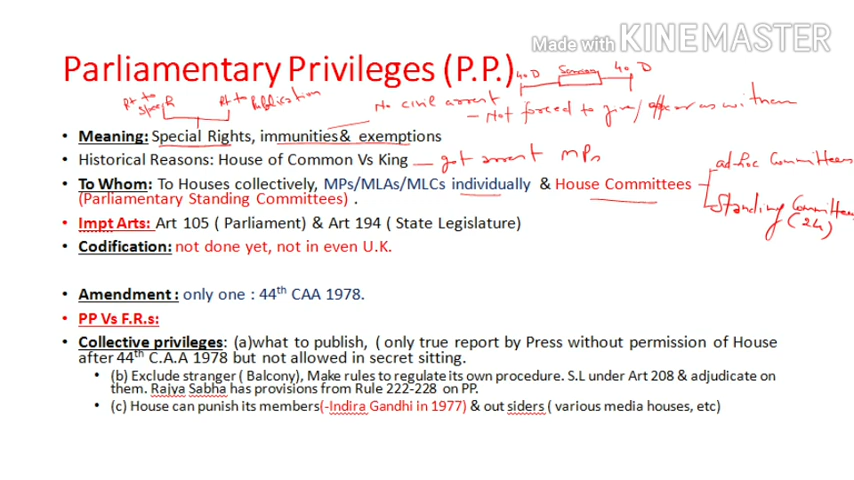 Made with KINEMASTER
Parliamentary Privileges (P.P.)
40 D Session 40 D
Rt to Speech Rt to Publication
No civil arrest
- Not forced to give/appear as witness
• Meaning: Special Rights, immunities& exemptions
• Historical Reasons: House of Common Vs King — got arrest MPs
ad-hoc Committees
• To Whom: To Houses collectively, MPs/MLAs/MLCs individually & House Committees
(Parliamentary Standing Committees) .
Standing Committees
(24)
• Impt Arts: Art 105 ( Parliament) & Art 194 ( State Legislature)
• Codification: not done yet, not in even U.K.
• Amendment : only one : 44th CAA 1978.
• PP Vs F.R.s:
• Collective privileges: (a)what to publish, ( only true report by Press without permission of House
after 44th C.A.A 1978 but not allowed in secret sitting.
• (b) Exclude stranger ( Balcony), Make rules to regulate its own procedure. S.L under Art 208 & adjudicate on
them. Rajya Sabha has provisions from Rule 222-228 on PP.
• (c) House can punish its members(-Indira Gandhi in 1977) & out siders ( various media houses, etc)